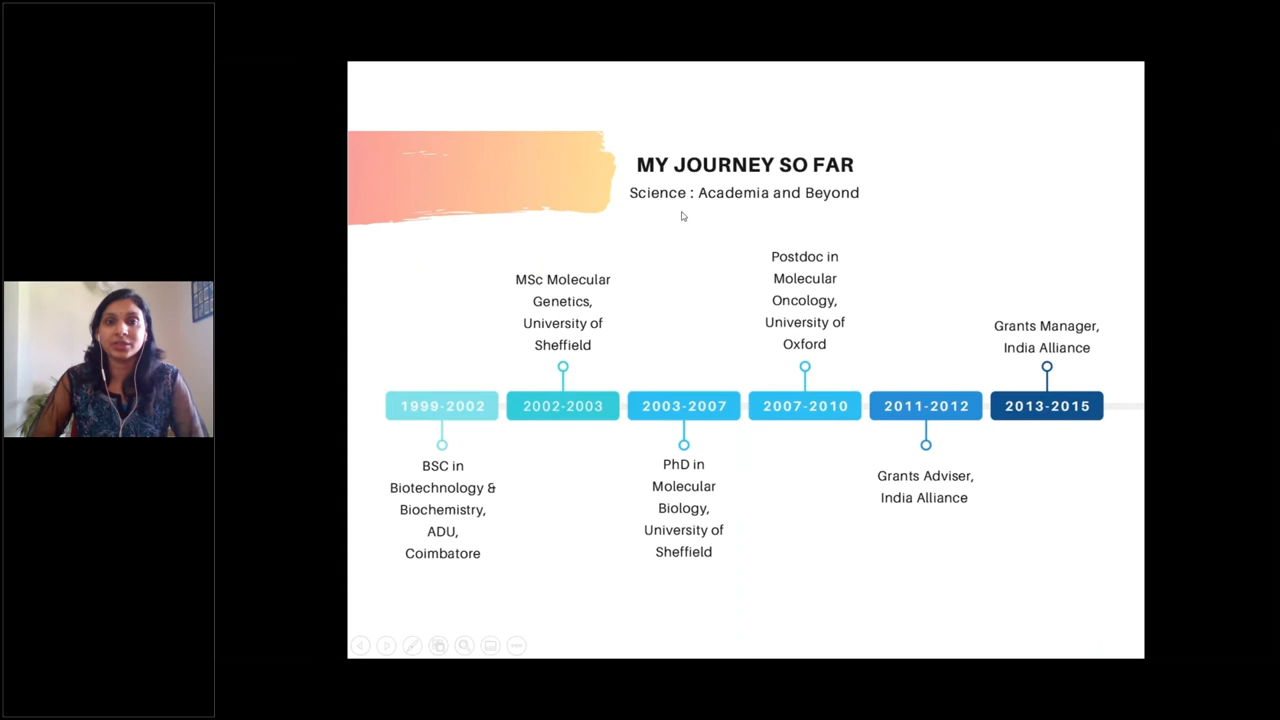 MY JOURNEY SO FAR
Science : Academia and Beyond
MSc Molecular
Genetics,
University of
Sheffield
Postdoc in
Molecular
Oncology,
University of
Oxford
Grants Manager,
India Alliance
1999-2002
2002-2003
2003-2007
2007-2010
2011-2012
2013-2015
BSC in
Biotechnology &
Biochemistry,
ADU,
Coimbatore
PhD in
Molecular
Biology,
University of
Sheffield
Grants Adviser,
India Alliance